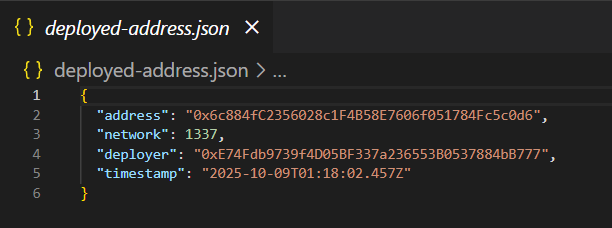 {} deployed-address.json ×
{} deployed-address.json > ...
1 {
2 "address": "0x6c884fC2356028c1F4B58E7606f051784Fc5c0d6",
3 "network": 1337,
4 "deployer": "0xE74Fdb9739f4D05BF337a236553B0537884bB777",
5 "timestamp": "2025-10-09T01:18:02.457Z"
6 }